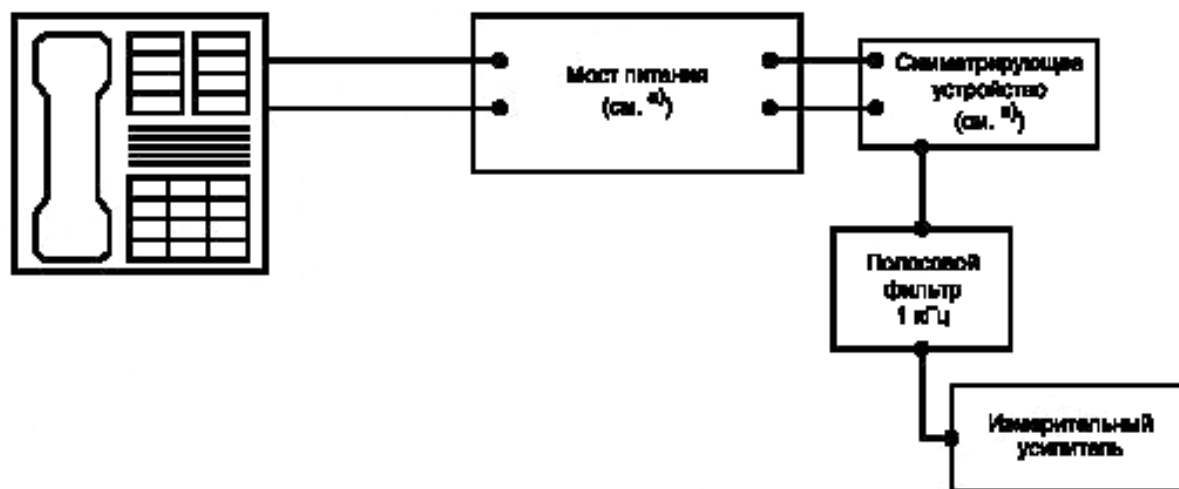 Мост питания
(см. а))
Симметрирующее
устройство
(см. а))
Полосовой
фильтр
1 кГц
Измерительный
усилитель